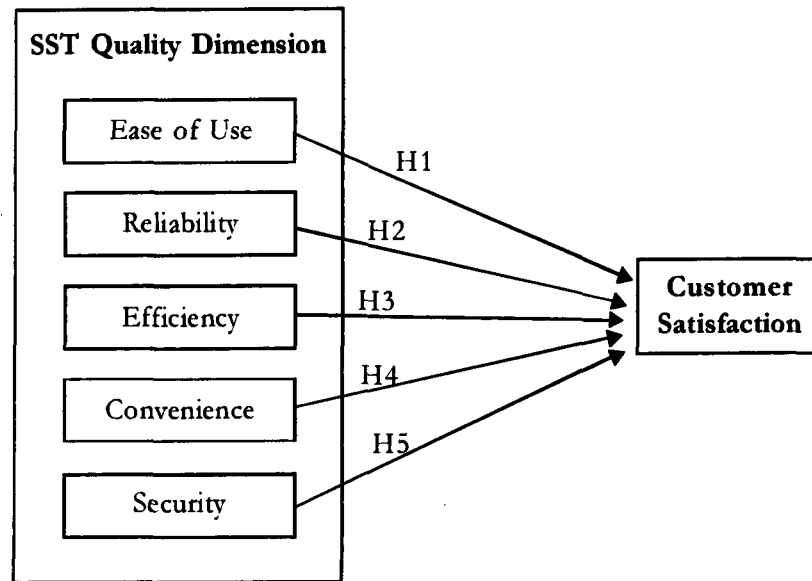 SST Quality Dimension
Ease of Use
H1
Reliability
H2
Efficiency
H3
Convenience
H4
Security
H5
Customer
Satisfaction